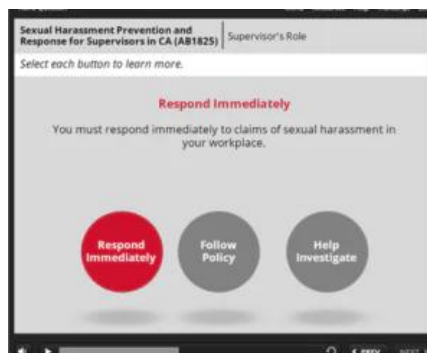 Sexual Harassment Prevention and
Response for Supervisors in CA (AB1825)
Supervisor's Role
Select each button to learn more.
Respond Immediately
You must respond immediately to claims of sexual harassment in
your workplace.
Respond
Immediately
Follow
Policy
Help
Investigate
PREV
NEXT